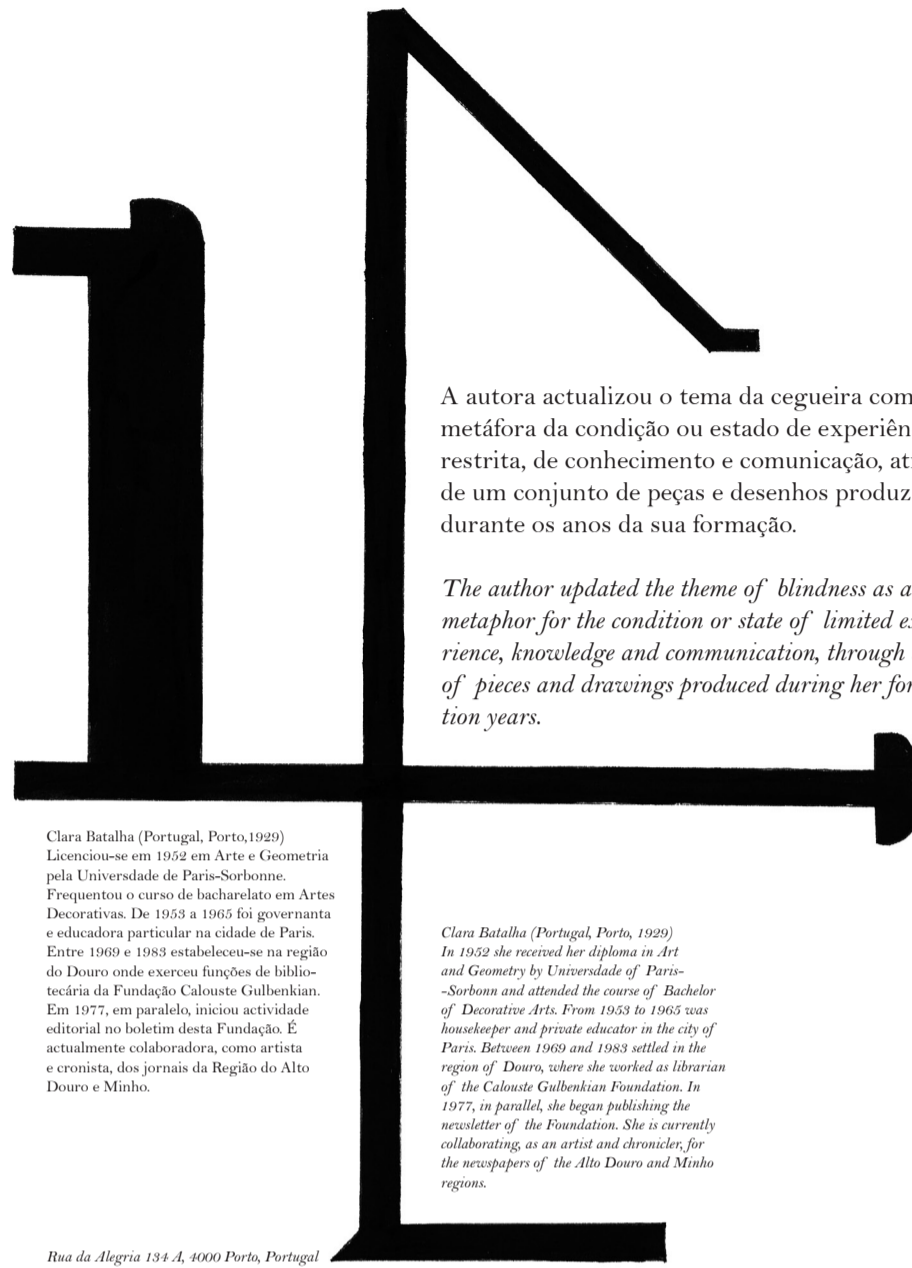 A autora actualizou o tema da cegueira com
metáfora da condição ou estado de experiên
restrita, de conhecimento e comunicação, at
de um conjunto de peças e desenhos produz
durante os anos da sua formação.
The author updated the theme of blindness as a
metaphor for the condition or state of limited ex
rience, knowledge and communication, through
of pieces and drawings produced during her for
tion years.
Clara Batalha (Portugal, Porto,1929)
Licenciou-se em 1952 em Arte e Geometria
pela Universdade de Paris-Sorbonne.
Frequentou o curso de bacharelato em Artes
Decorativas. De 1953 a 1965 foi governanta
e educadora particular na cidade de Paris.
Entre 1969 e 1983 estabeleceu-se na região
do Douro onde exerceu funções de biblio-
tecária da Fundação Calouste Gulbenkian.
Em 1977, em paralelo, iniciou actividade
editorial no boletim desta Fundação. É
actualmente colaboradora, como artista
e cronista, dos jornais da Região do Alto
Douro e Minho.
Clara Batalha (Portugal, Porto, 1929)
In 1952 she received her diploma in Art
and Geometry by Universdade of Paris-
-Sorbonn and attended the course of Bachelor
of Decorative Arts. From 1953 to 1965 was
housekeeper and private educator in the city of
Paris. Between 1969 and 1983 settled in the
region of Douro, where she worked as librarian
of the Calouste Gulbenkian Foundation. In
1977, in parallel, she began publishing the
newsletter of the Foundation. She is currently
collaborating, as an artist and chronicler, for
the newspapers of the Alto Douro and Minho
regions.
Rua da Alegria 134 A, 4000 Porto, Portugal